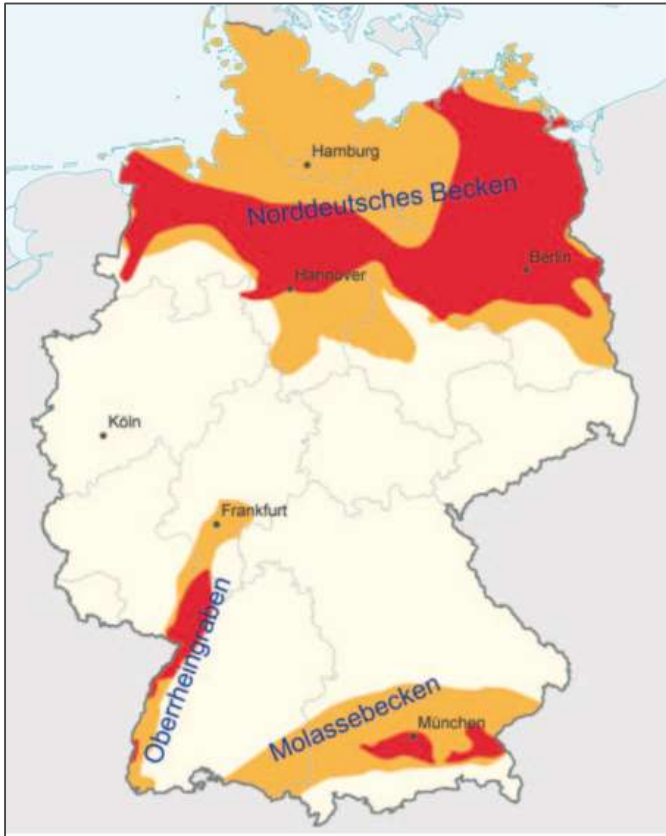 Hamburg
Norddeutsches Becken
Berlin
Hannover
Köln
Frankfurt
Oberrheingraben
Molassebecken
München